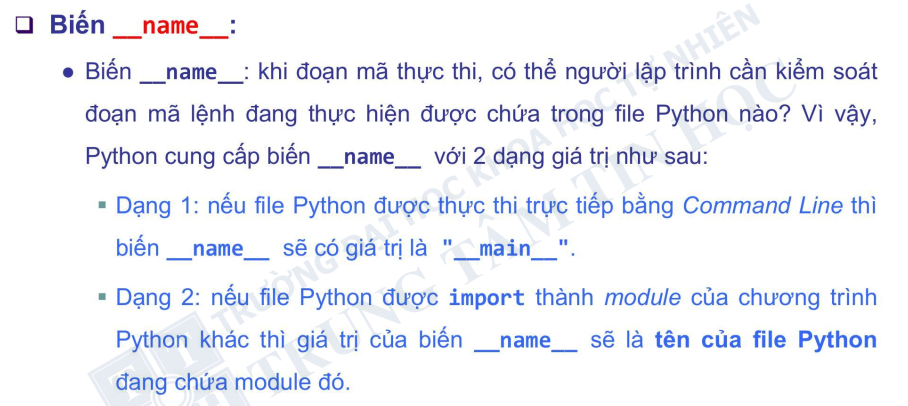 ❑ Biến __name__:
● Biến __name__: khi đoạn mã thực thi, có thể người lập trình cần kiểm soát
đoạn mã lệnh đang thực hiện được chứa trong file Python nào? Vì vậy,
Python cung cấp biến __name__ với 2 dạng giá trị như sau:
▪ Dạng 1: nếu file Python được thực thi trực tiếp bằng Command Line thì
biến __name__ sẽ có giá trị là "__main__".
▪ Dạng 2: nếu file Python được import thành module của chương trình
Python khác thì giá trị của biến __name__ sẽ là tên của file Python
đang chứa module đó.
TRƯỜNG ĐẠI HỌC KHOA HỌC TỰ NHIÊN
TRUNG TÂM TIN HỌC